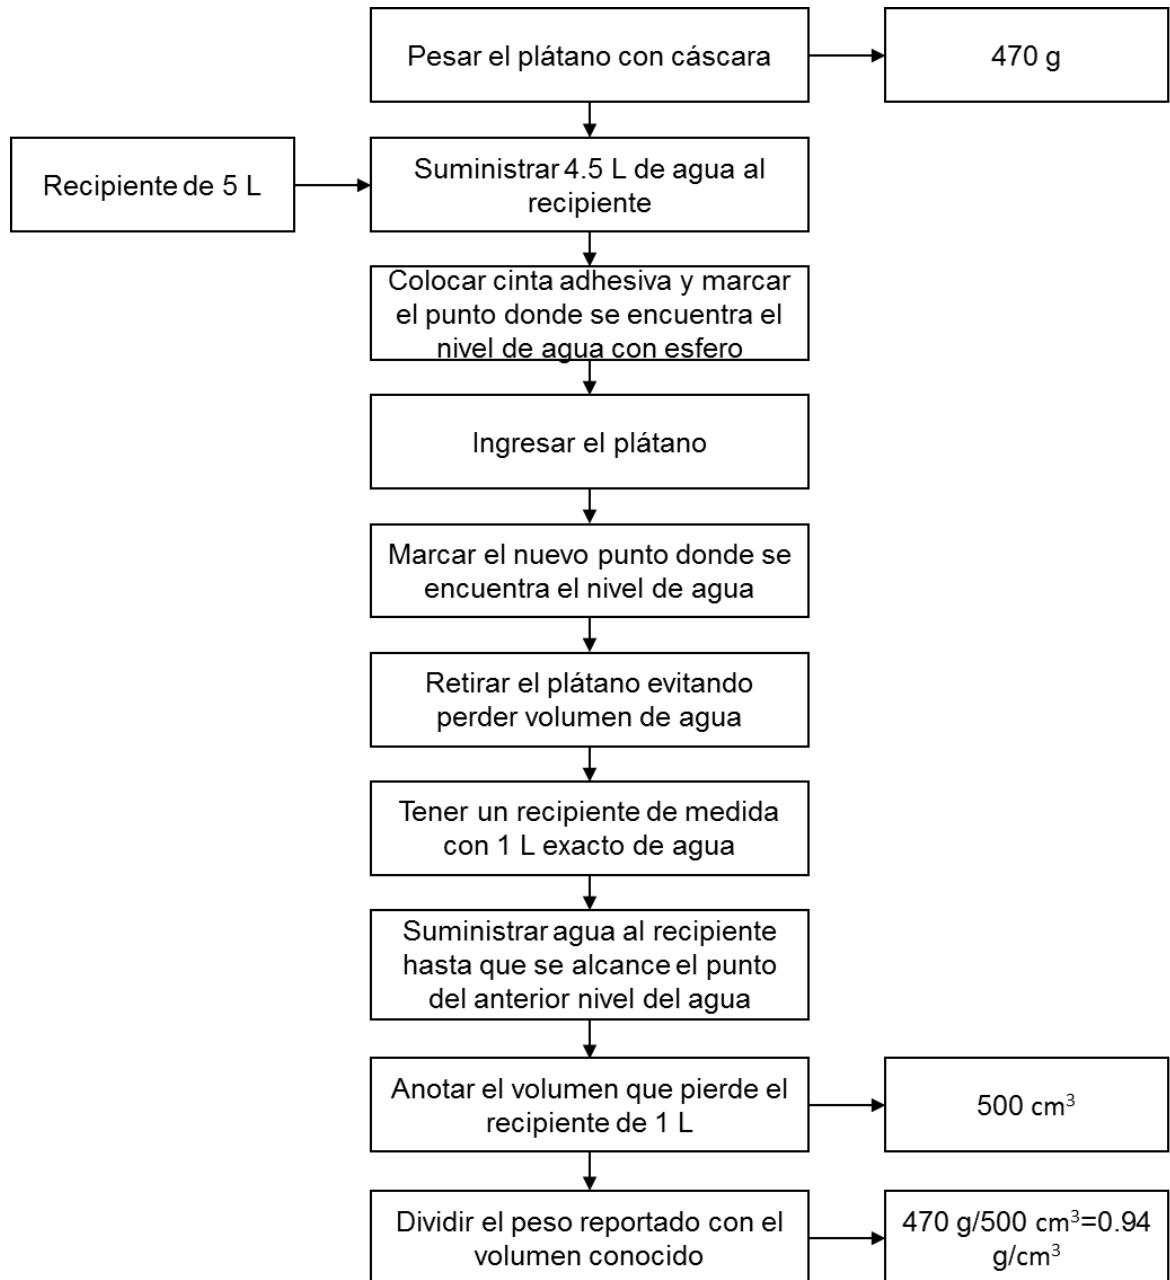 Pesar el plátano con cáscara
470 g
Recipiente de 5 L
Suministrar 4.5 L de agua al
recipiente
Colocar cinta adhesiva y marcar
el punto donde se encuentra el
nivel de agua con esfero
Ingresar el plátano
Marcar el nuevo punto donde se
encuentra el nivel de agua
Retirar el plátano evitando
perder volumen de agua
Tener un recipiente de medida
con 1 L exacto de agua
Suministrar agua al recipiente
hasta que se alcance el punto
del anterior nivel del agua
Anotar el volumen que pierde el
recipiente de 1 L
500 cm³
Dividir el peso reportado con el
volumen conocido
470 g/500 cm³=0.94
g/cm³